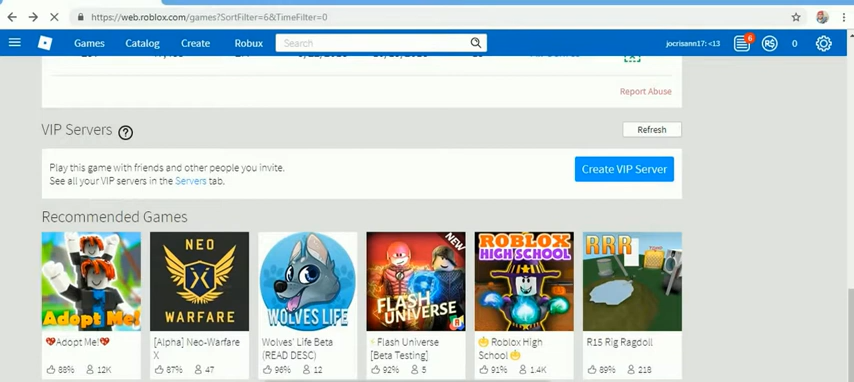 https://web.roblox.com/games?SortFilter=6&TimeFilter=0
Games Catalog Create Robux Search jocrisann17: <13 6 R$ 0
Report Abuse
VIP Servers ? Refresh
Play this game with friends and other people you invite.
See all your VIP servers in the Servers tab.
Create VIP Server
Recommended Games
Adopt Me!
NEO
X
WARFARE
WOLVES LIFE
NEW
FLASH
UNIVERSE
ROBLOX
HIGH SCHOOL
RRR
Adopt Me!
[Alpha] Neo-Warfare
X
Wolves' Life Beta
(READ DESC)
Flash Universe
[Beta Testing]
Roblox High
School
R15 Rig Ragdoll
88% 12K
87% 47
96% 12
92% 5
91% 1.4K
89% 218